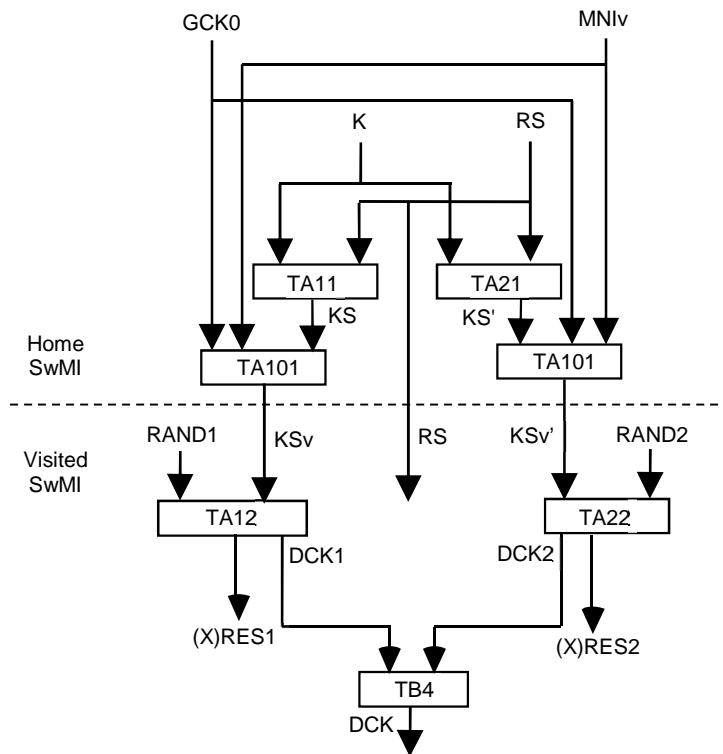 GCK0
MNIv
K
RS
TA11
TA21
KS
KS'
Home
SwMI
TA101
TA101
RAND1
KSv
RS
KSv’
RAND2
Visited
SwMI
TA12
TA22
DCK1
DCK2
(X)RES1
(X)RES2
TB4
DCK